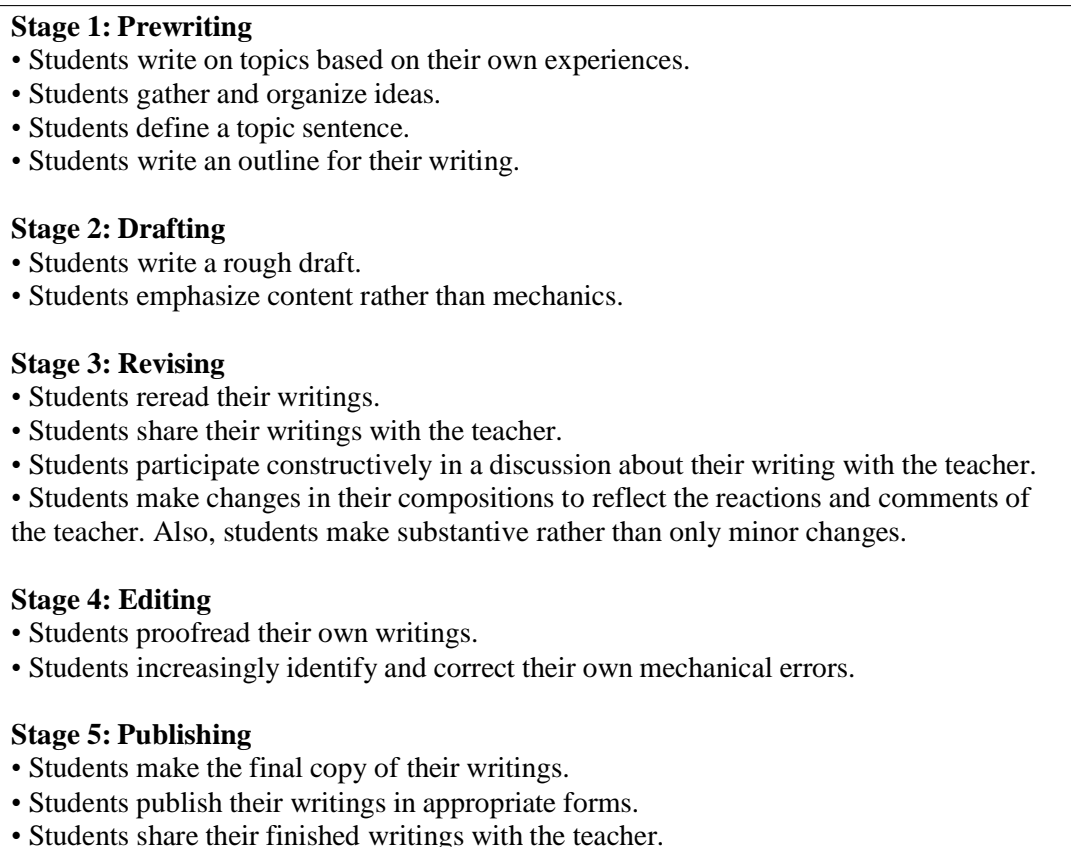 Stage 1: Prewriting
• Students write on topics based on their own experiences.
• Students gather and organize ideas.
• Students define a topic sentence.
• Students write an outline for their writing.
Stage 2: Drafting
• Students write a rough draft.
• Students emphasize content rather than mechanics.
Stage 3: Revising
• Students reread their writings.
• Students share their writings with the teacher.
• Students participate constructively in a discussion about their writing with the teacher.
• Students make changes in their compositions to reflect the reactions and comments of
the teacher. Also, students make substantive rather than only minor changes.
Stage 4: Editing
• Students proofread their own writings.
• Students increasingly identify and correct their own mechanical errors.
Stage 5: Publishing
• Students make the final copy of their writings.
• Students publish their writings in appropriate forms.
• Students share their finished writings with the teacher.